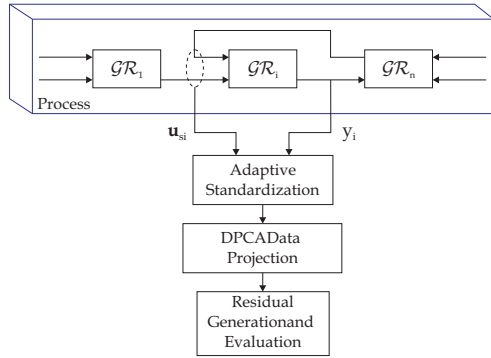 GR1
GRi
GRn
Process
usi
yi
Adaptive
Standardization
DPCAData
Projection
Residual
Generationand
Evaluation